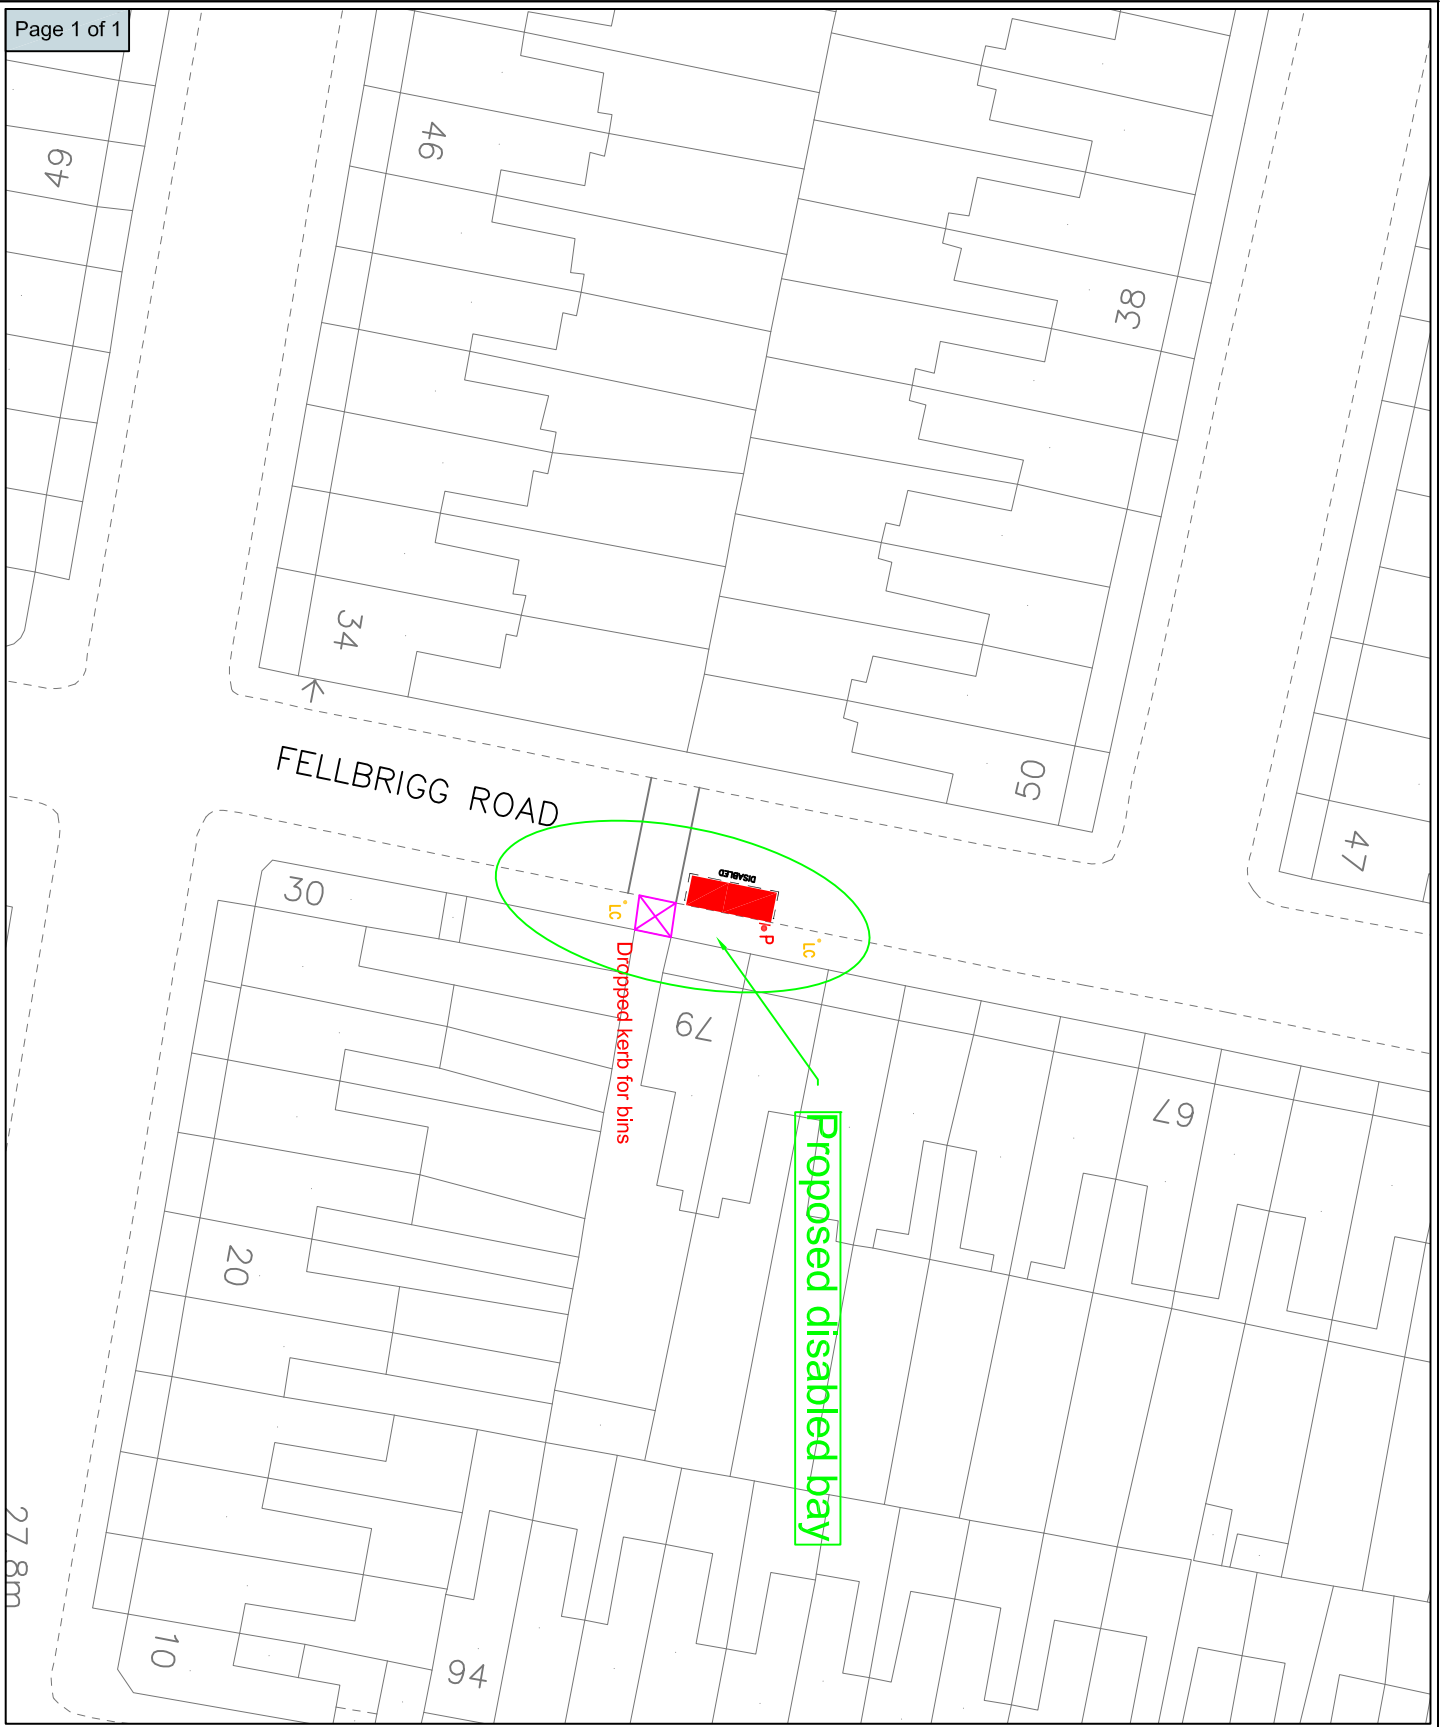 Page 1 of 1
49
46
38
34
50
47
FELLBRIGG ROAD
30
DISABLED
LC
P
LC
Dropped kerb for bins
79
67
Proposed disabled bay
20
27.8m
10
94